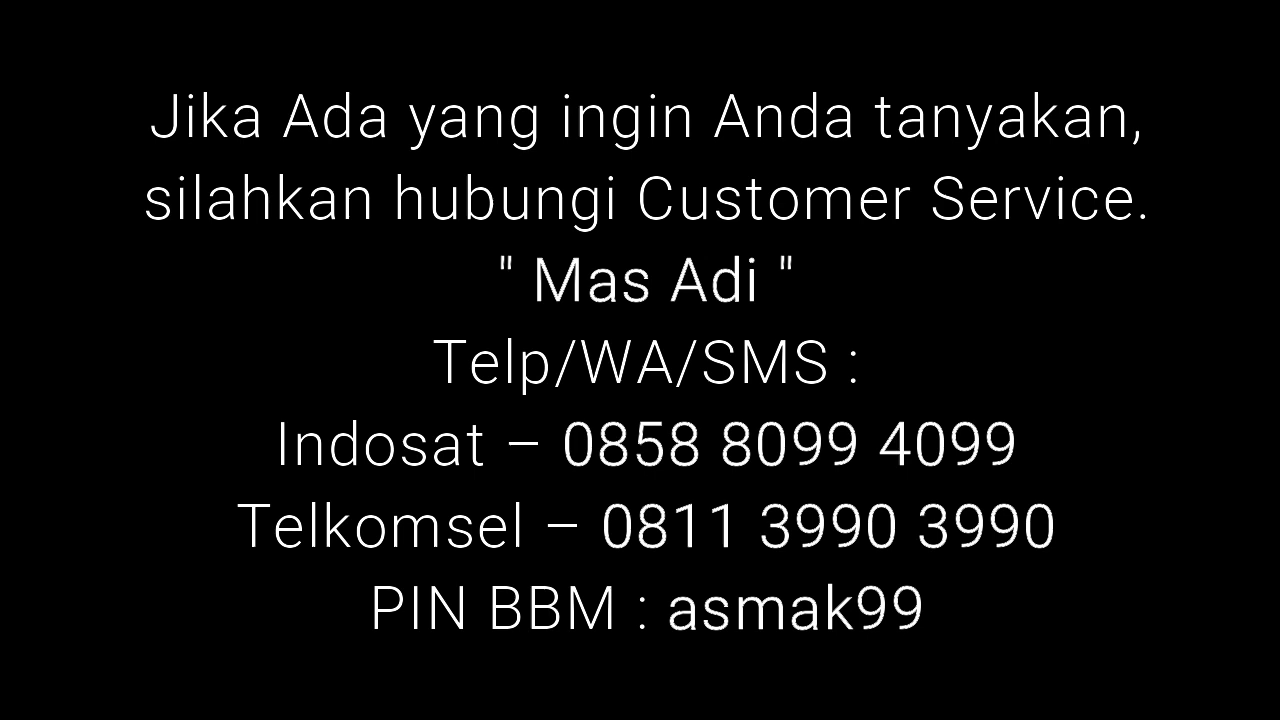 Jika Ada yang ingin Anda tanyakan,
silahkan hubungi Customer Service.
" Mas Adi "
Telp/WA/SMS :
Indosat – 0858 8099 4099
Telkomsel – 0811 3990 3990
PIN BBM : asmak99